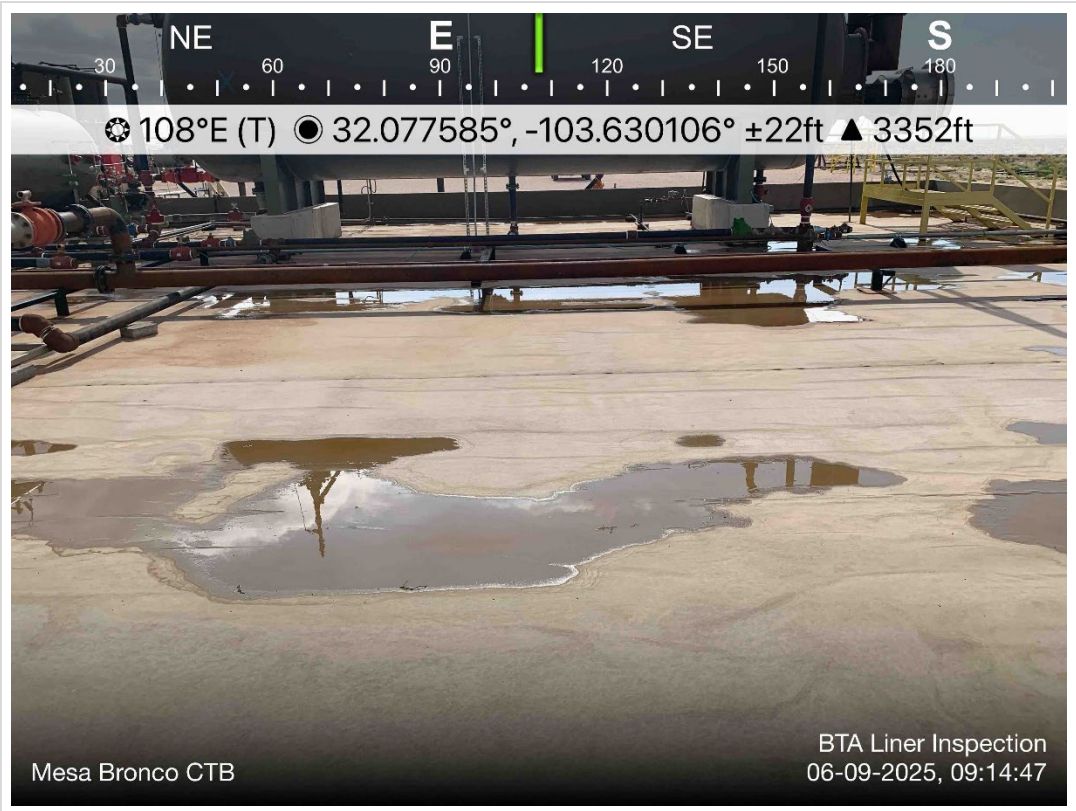 NE E SE S
30 60 90 120 150 180
108°E (T) 32.077585°, -103.630106° ±22ft ▲ 3352ft
BTA Liner Inspection
Mesa Bronco CTB 06-09-2025, 09:14:47